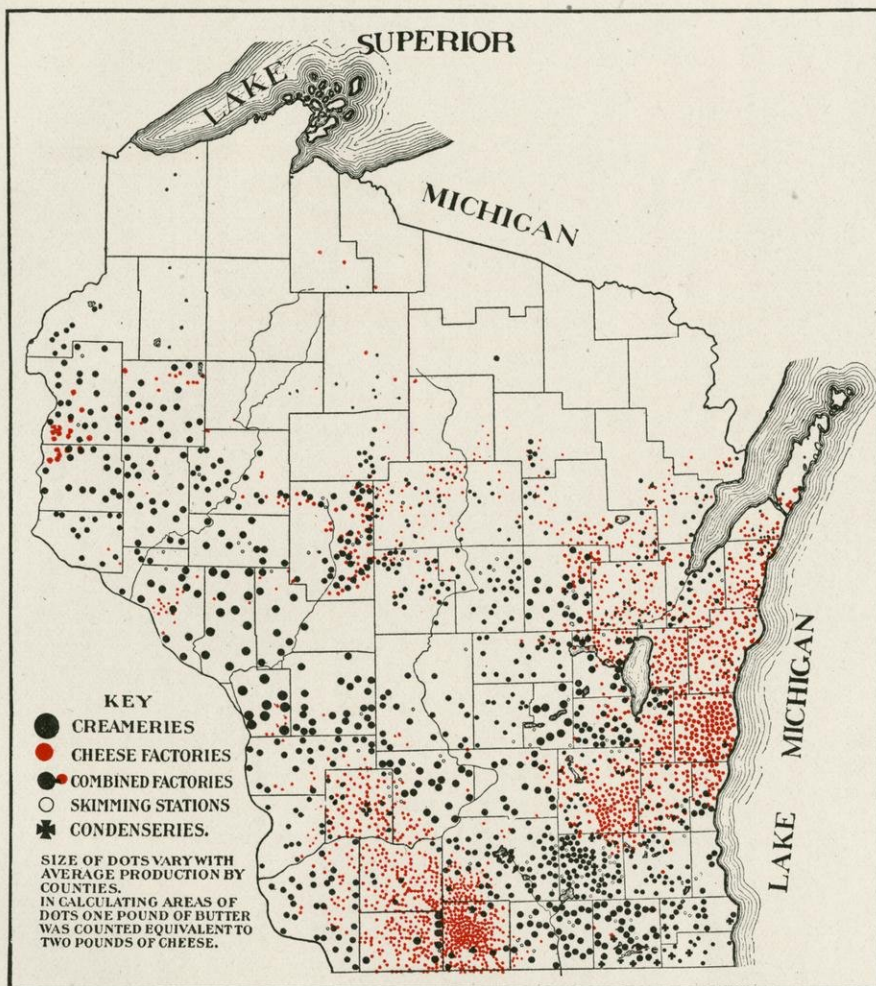 LAKE SUPERIOR
MICHIGAN
LAKE MICHIGAN
KEY
CREAMERIES
CHEESE FACTORIES
COMBINED FACTORIES
SKIMMING STATIONS
CONDENSERIES.
SIZE OF DOTS VARY WITH
AVERAGE PRODUCTION BY
COUNTIES.
IN CALCULATING AREAS OF
DOTS ONE POUND OF BUTTER
WAS COUNTED EQUIVALENT TO
TWO POUNDS OF CHEESE.